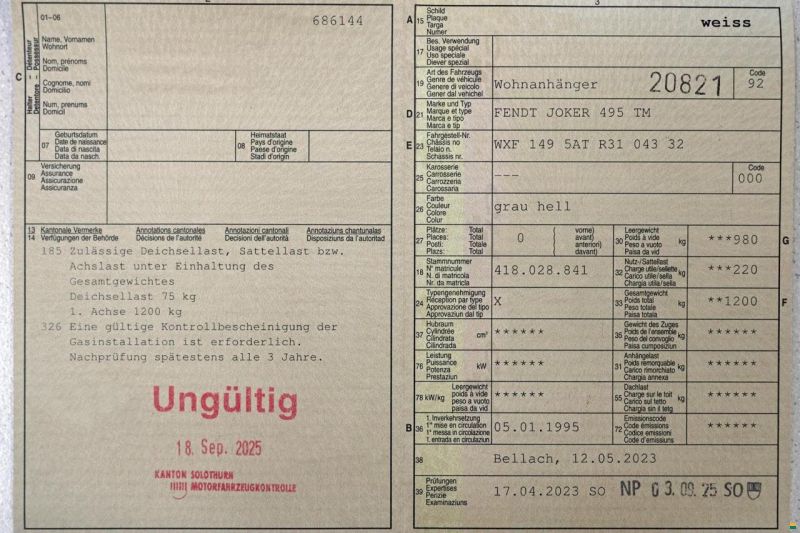 2
01–06
686144
Name, Vornamen
Wohnort
Nom, prénoms
Domicile
Cognome, nomi
Domicilio
Num, prenums
Domicil
C
Halter
Détenteur
Detentore
Possessur
07 Geburtsdatum
Date de naissance
Data di nascita
Data da nasch.
08 Heimatstaat
Pays d'origine
Paese d'origine
Stadi d'origin
09 Versicherung
Assurance
Assicurazione
Assicuranza
13 Kantonale Vermerke Annotations cantonales Annotazioni cantonali Annotaziuns chantunalas
14 Verfügungen der Behörde Décisions de l'autorité Decisioni dell'autorità Disposiziuns da l'autoritad
185 Zulässige Deichsellast, Sattellast bzw.
Achslast unter Einhaltung des
Gesamtgewichtes
Deichsellast 75 kg
1. Achse 1200 kg
326 Eine gültige Kontrollbescheinigung der
Gasinstallation ist erforderlich.
Nachprüfung spätestens alle 3 Jahre.
Ungültig
18. Sep. 2025
KANTON SOLOTHURN
MOTORFAHRZEUGKONTROLLE
3
A 15 Schild
Plaque
Targa
Numer
weiss
17 Bes. Verwendung
Usage spécial
Uso speciale
Diever spezial
19 Art des Fahrzeugs
Genre de véhicule
Genere di veicolo
Gener dal vehichel
Wohnanhänger 20821 Code
92
D 21 Marke und Typ
Marque et type
Marca e tipo
Marca e tip
FENDT JOKER 495 TM
E 23 Fahrgestell-Nr.
Châssis no
Telaio n.
Schassis nr.
WXF 149 5AT R31 043 32
25 Karosserie
Carrosserie
Carrozzeria
Carossaria
--- Code
000
26 Farbe
Couleur
Colore
Colur
grau hell
27 Plätze: Total
Places: Total
Posti: Totale
Plazs: Total
0 ( vorne)
avant)
anteriori)
davant)
30 Leergewicht
Poids à vide
Peso a vuoto
Paisa da vid
kg ***980 G
18 Stammnummer
N° matricule
N. di matricola
Nr. da matricla
418.028.841
32 Nutz-/Sattellast
Charge utile/sellette
Carico utile/sella
Chargia utila/sella
kg ***220
24 Typengenehmigung
Réception par type
Approvazione del tipo
Approvaziun dal tip
X
33 Gesamtgewicht
Poids total
Peso totale
Paisa totala
kg **1200 F
37 Hubraum
Cylindrée
Cilindrata
Cilindrada
cm³ ******
35 Gewicht des Zuges
Poids de l'ensemble
Peso del convoglio
Paisa cumposiziun
kg ******
76 Leistung
Puissance
Potenza
Prestaziun
kW ******
31 Anhängelast
Poids remorquable
Carico rimorchiato
Chargia annexa
kg ******
78 kW/kg Leergewicht
poids à vide
peso a vuoto
paisa da vid
******
55 Dachlast
Charge sur le toit
Carico sul tetto
Chargia sin il tetg
kg ******
B 36 1. Inverkehrsetzung
1re mise en circulation
1a messa in circolazione
1. entrada en circulaziun
05.01.1995
72 Emissionscode
Code émissions
Codice emissioni
Code d'emissiuns
******
38 Bellach, 12.05.2023
39 Prüfungen
Expertises
Perizie
Examinaziuns
17.04.2023 SO NP 03.09.25 SO